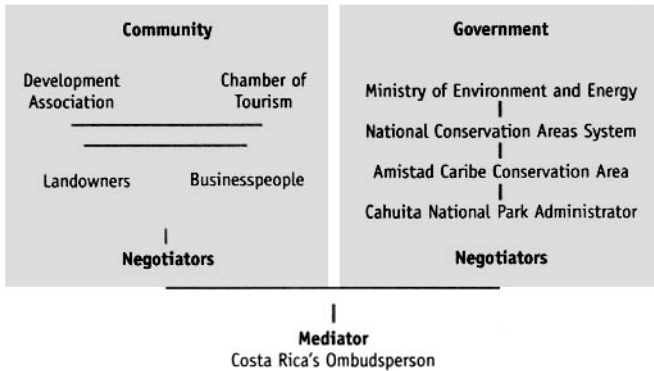 Community
Development
Association
Chamber of
Tourism
Landowners
Businesspeople
Negotiators
Government
Ministry of Environment and Energy
National Conservation Areas System
Amistad Caribe Conservation Area
Cahuita National Park Administrator
Negotiators
Mediator
Costa Rica's Ombudsperson